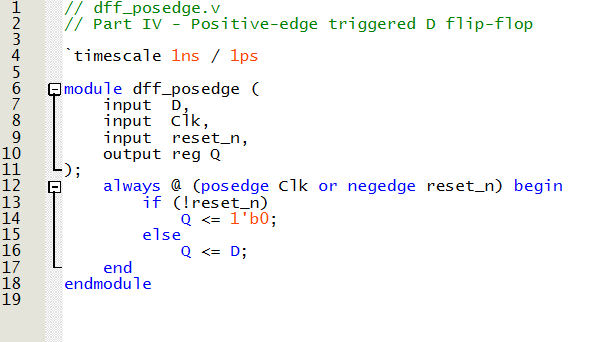 1 // dff_posedge.v
2 // Part IV - Positive-edge triggered D flip-flop
3
4 `timescale 1ns / 1ps
5
6 module dff_posedge (
7     input  D,
8     input  Clk,
9     input  reset_n,
10     output reg Q
11 );
12     always @ (posedge Clk or negedge reset_n) begin
13         if (!reset_n)
14             Q <= 1'b0;
15         else
16             Q <= D;
17     end
18 endmodule
19